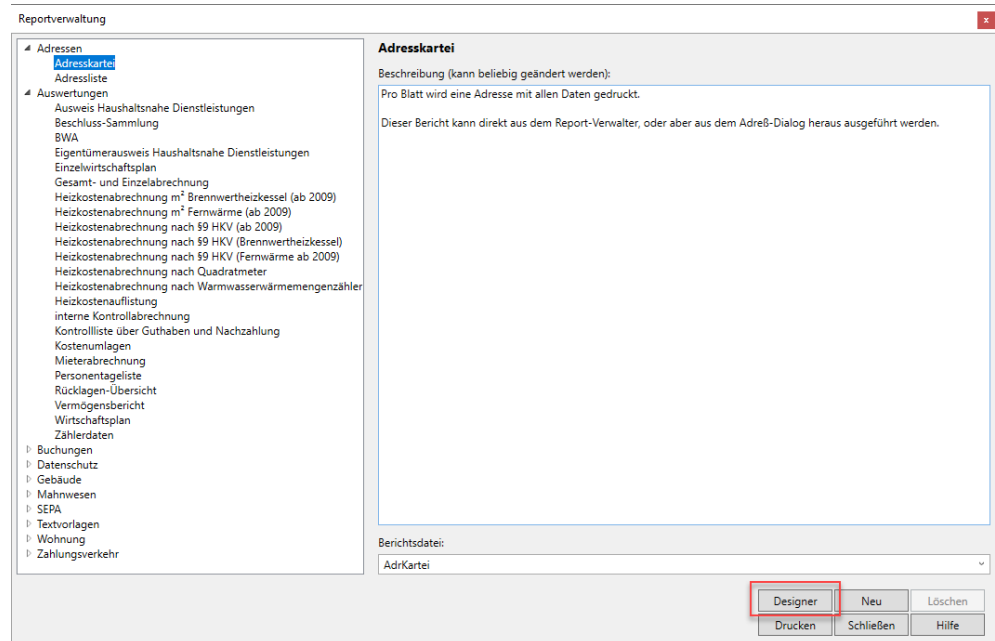 Reportverwaltung
x
Adressen
Adresskartei
Adressliste
Auswertungen
Ausweis Haushaltsnahe Dienstleistungen
Beschluss-Sammlung
BWA
Eigentümerausweis Haushaltsnahe Dienstleistungen
Einzelwirtschaftsplan
Gesamt- und Einzelabrechnung
Heizkostenabrechnung m² Brennwertheizkessel (ab 2009)
Heizkostenabrechnung m² Fernwärme (ab 2009)
Heizkostenabrechnung nach §9 HKV (ab 2009)
Heizkostenabrechnung nach §9 HKV (Brennwertheizkessel)
Heizkostenabrechnung nach §9 HKV (Fernwärme ab 2009)
Heizkostenabrechnung nach Quadratmeter
Heizkostenabrechnung nach Warmwasserwärmemengenzähler
Heizkostenauflistung
interne Kontrollabrechnung
Kontrollliste über Guthaben und Nachzahlung
Kostenumlagen
Mieterabrechnung
Personentageliste
Rücklagen-Übersicht
Vermögensbericht
Wirtschaftsplan
Zählerdaten
Buchungen
Datenschutz
Gebäude
Mahnwesen
SEPA
Textvorlagen
Wohnung
Zahlungsverkehr
Adresskartei
Beschreibung (kann beliebig geändert werden):
Pro Blatt wird eine Adresse mit allen Daten gedruckt.
Dieser Bericht kann direkt aus dem Report-Verwalter, oder aber aus dem Adreß-Dialog heraus ausgeführt werden.
Berichtsdatei:
AdrKartei
Designer Neu Löschen
Drucken Schließen Hilfe